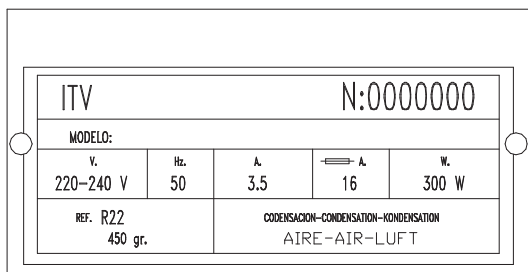 ITV N:0000000
MODELO:
V. Hz. A. A. W.
220-240 V 50 3.5 16 300 W
REF. R22 CODENSACION-CONDENSATION-KONDENSATION
450 gr. AIRE-AIR-LUFT